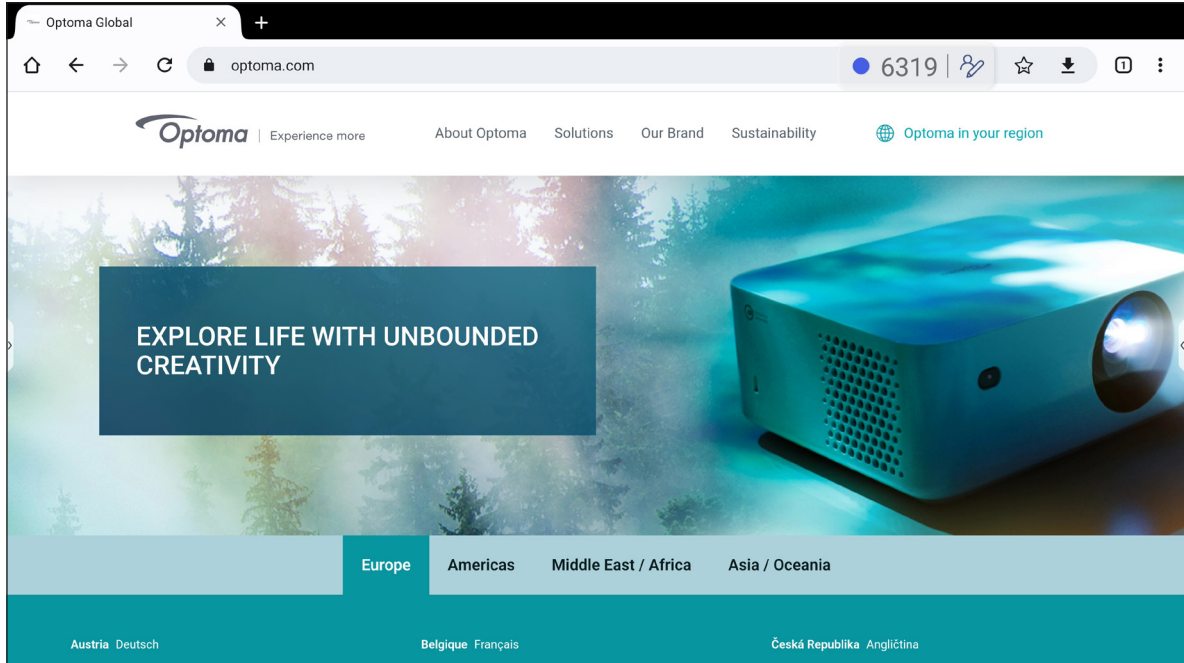 Optoma Global
optoma.com
6319
1
Optoma | Experience more
About Optoma Solutions Our Brand Sustainability Optoma in your region
EXPLORE LIFE WITH UNBOUNDED
CREATIVITY
Europe Americas Middle East / Africa Asia / Oceania
Austria Deutsch Belgique Français Česká Republika Angličtina